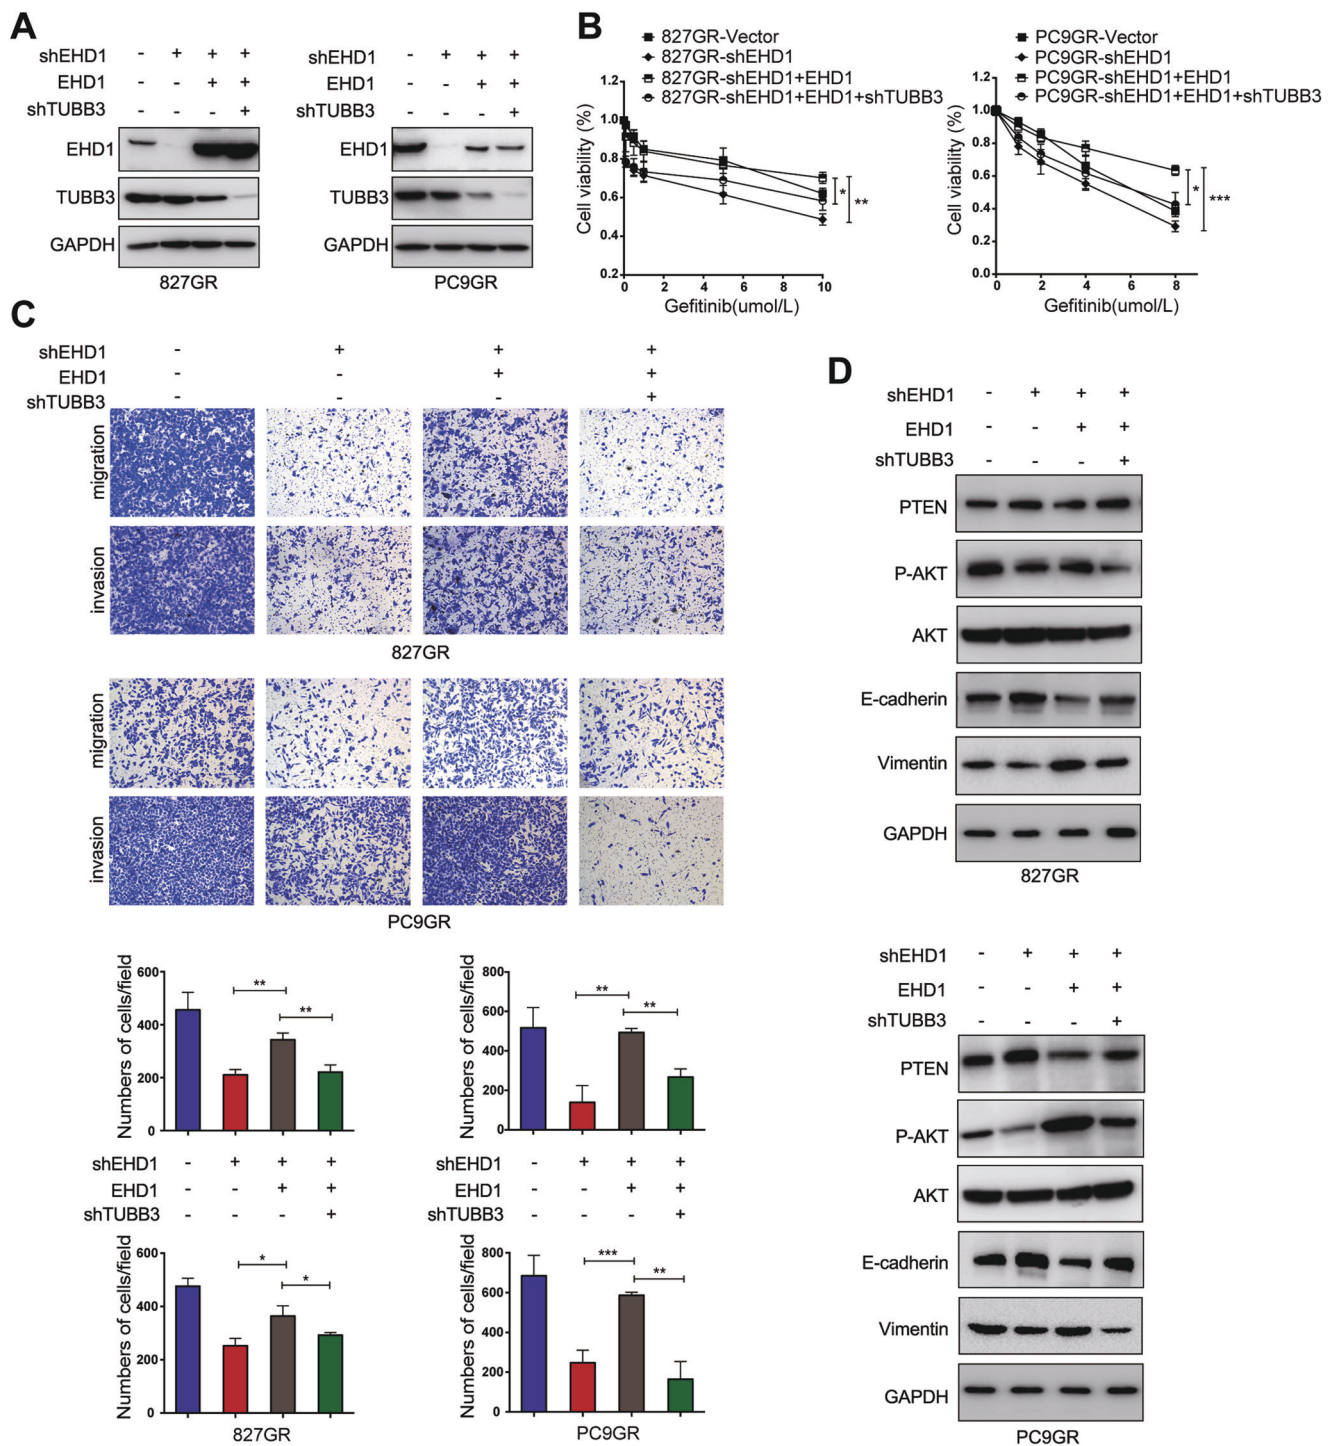 A
shEHD1 - + + +
EHD1 - - + +
shTUBB3 - - - +
EHD1
TUBB3
GAPDH
827GR
shEHD1 - + + +
EHD1 - - + +
shTUBB3 - - - +
EHD1
TUBB3
GAPDH
PC9GR
B
827GR-Vector
827GR-shEHD1
827GR-shEHD1+EHD1
827GR-shEHD1+EHD1+shTUBB3
Cell viability (%)
1.2
1.0
0.8
0.6
0.4
0.2
0 2 4 6 8 10
* **
Gefitinib(umol/L)
PC9GR-Vector
PC9GR-shEHD1
PC9GR-shEHD1+EHD1
PC9GR-shEHD1+EHD1+shTUBB3
Cell viability (%)
1.2
1.0
0.8
0.6
0.4
0.2
0.0
0 2 4 6 8
* ***
Gefitinib(umol/L)
C
shEHD1 - + + +
EHD1 - - + +
shTUBB3 - - - +
migration
invasion
827GR
migration
invasion
PC9GR
Numbers of cells/field
600
400
200
0
**
**
shEHD1 - + + +
EHD1 - - + +
shTUBB3 - - - +
Numbers of cells/field
800
600
400
200
0
**
**
shEHD1 - + + +
EHD1 - - + +
shTUBB3 - - - +
Numbers of cells/field
600
400
200
0
*
*
827GR
Numbers of cells/field
800
600
400
200
0
***
**
PC9GR
D
shEHD1 - + + +
EHD1 - - + +
shTUBB3 - - - +
PTEN
P-AKT
AKT
E-cadherin
Vimentin
GAPDH
827GR
shEHD1 - + + +
EHD1 - - + +
shTUBB3 - - - +
PTEN
P-AKT
AKT
E-cadherin
Vimentin
GAPDH
PC9GR